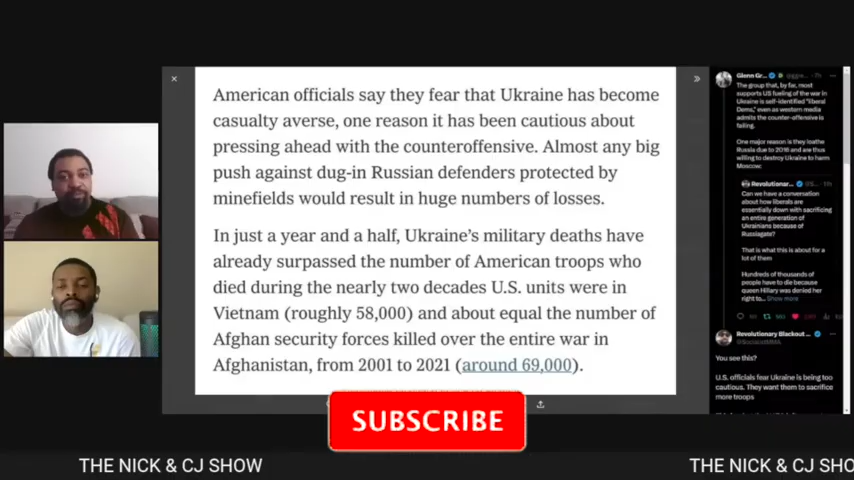 American officials say they fear that Ukraine has become
casualty averse, one reason it has been cautious about
pressing ahead with the counteroffensive. Almost any big
push against dug-in Russian defenders protected by
minefields would result in huge numbers of losses.
In just a year and a half, Ukraine's military deaths have
already surpassed the number of American troops who
died during the nearly two decades U.S. units were in
Vietnam (roughly 58,000) and about equal the number of
Afghan security forces killed over the entire war in
Afghanistan, from 2001 to 2021 (around 69,000).
Glenn Gr...
The group that, by far, most
supports US fueling of the war in
Ukraine is self-identified "liberal
Dems," even as western media
admits the counter-offensive is
failing.
One major reason is they loathe
Russia due to 2016 and are thus
willing to destroy Ukraine to harm
Moscow:
Revolutionar...
Can we have a conversation
about how liberals are
essentially down with sacrificing
an entire generation of
Ukrainians because of
Russiagate?
That is what this is about for a
lot of them
Hundreds of thousands of
people have to die because
queen Hillary was denied her
right to... Show more
Revolutionary Blackout ...
You see this?
U.S. officials fear Ukraine is being too
cautious. They want them to sacrifice
more troops
SUBSCRIBE
THE NICK & CJ SHOW
THE NICK & CJ SHO